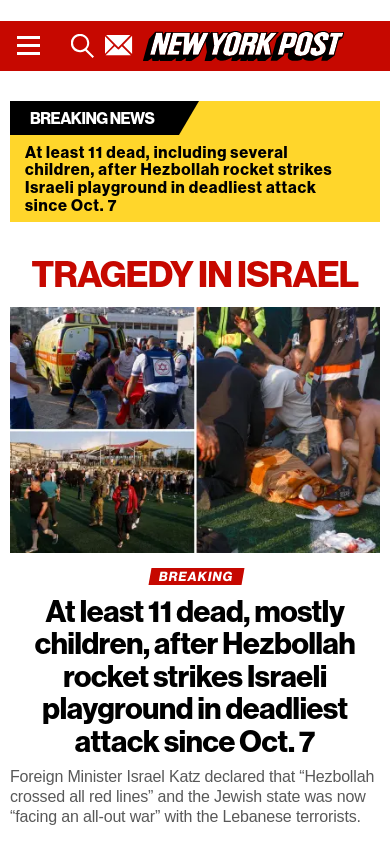 NEW YORK POST
BREAKING NEWS
At least 11 dead, including several
children, after Hezbollah rocket strikes
Israeli playground in deadliest attack
since Oct. 7
TRAGEDY IN ISRAEL
BREAKING
At least 11 dead, mostly
children, after Hezbollah
rocket strikes Israeli
playground in deadliest
attack since Oct. 7
Foreign Minister Israel Katz declared that “Hezbollah
crossed all red lines” and the Jewish state was now
“facing an all-out war” with the Lebanese terrorists.